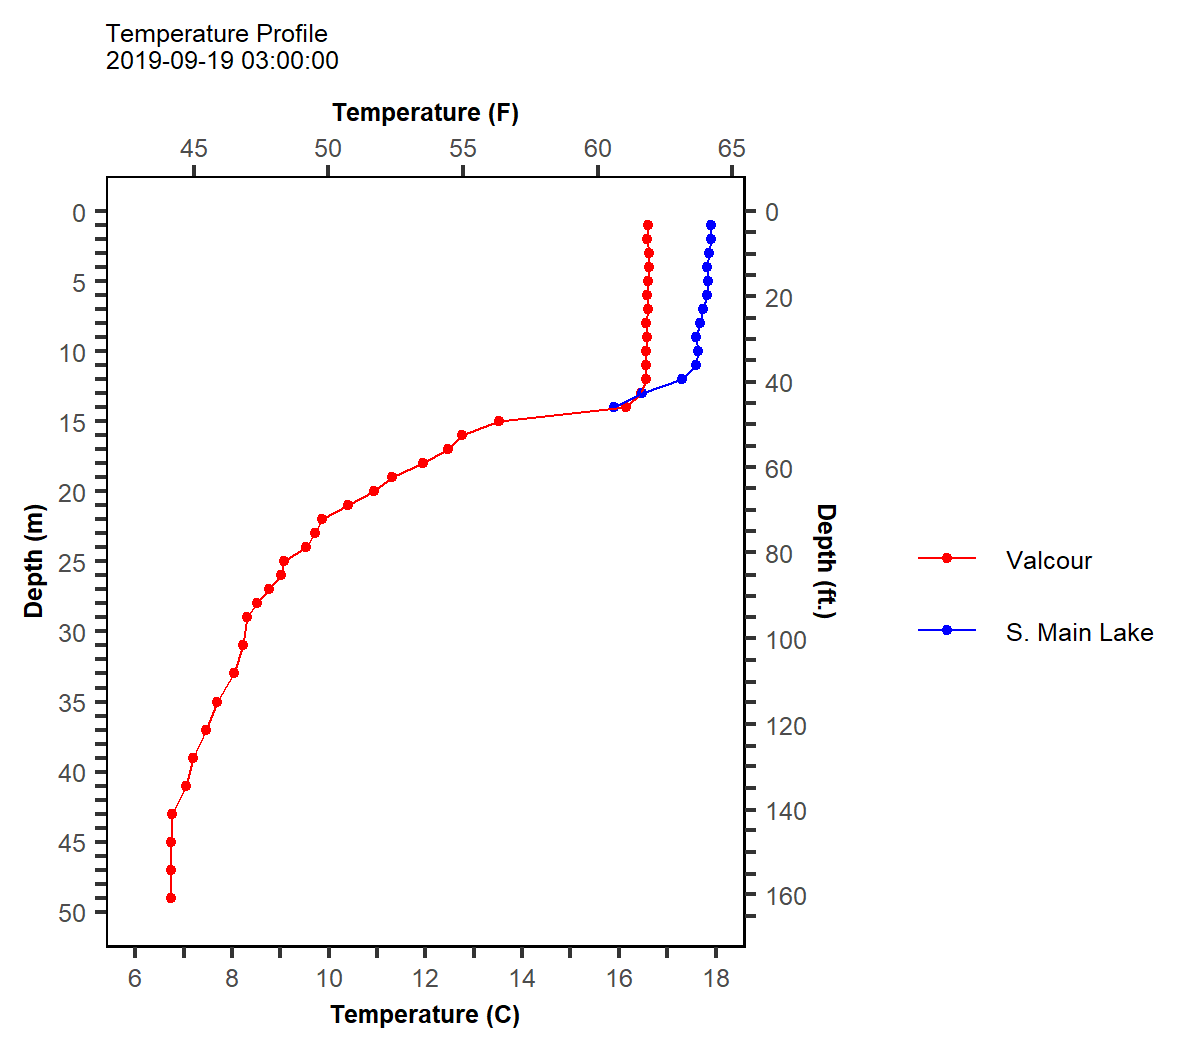 Temperature Profile
2019-09-19 03:00:00
Temperature (F)
45 50 55 60 65
0
5
10
15
20
25
30
35
40
45
50
Depth (m)
0
20
40
60
80
100
120
140
160
Depth (ft.)
Valcour
S. Main Lake
6 8 10 12 14 16 18
Temperature (C)